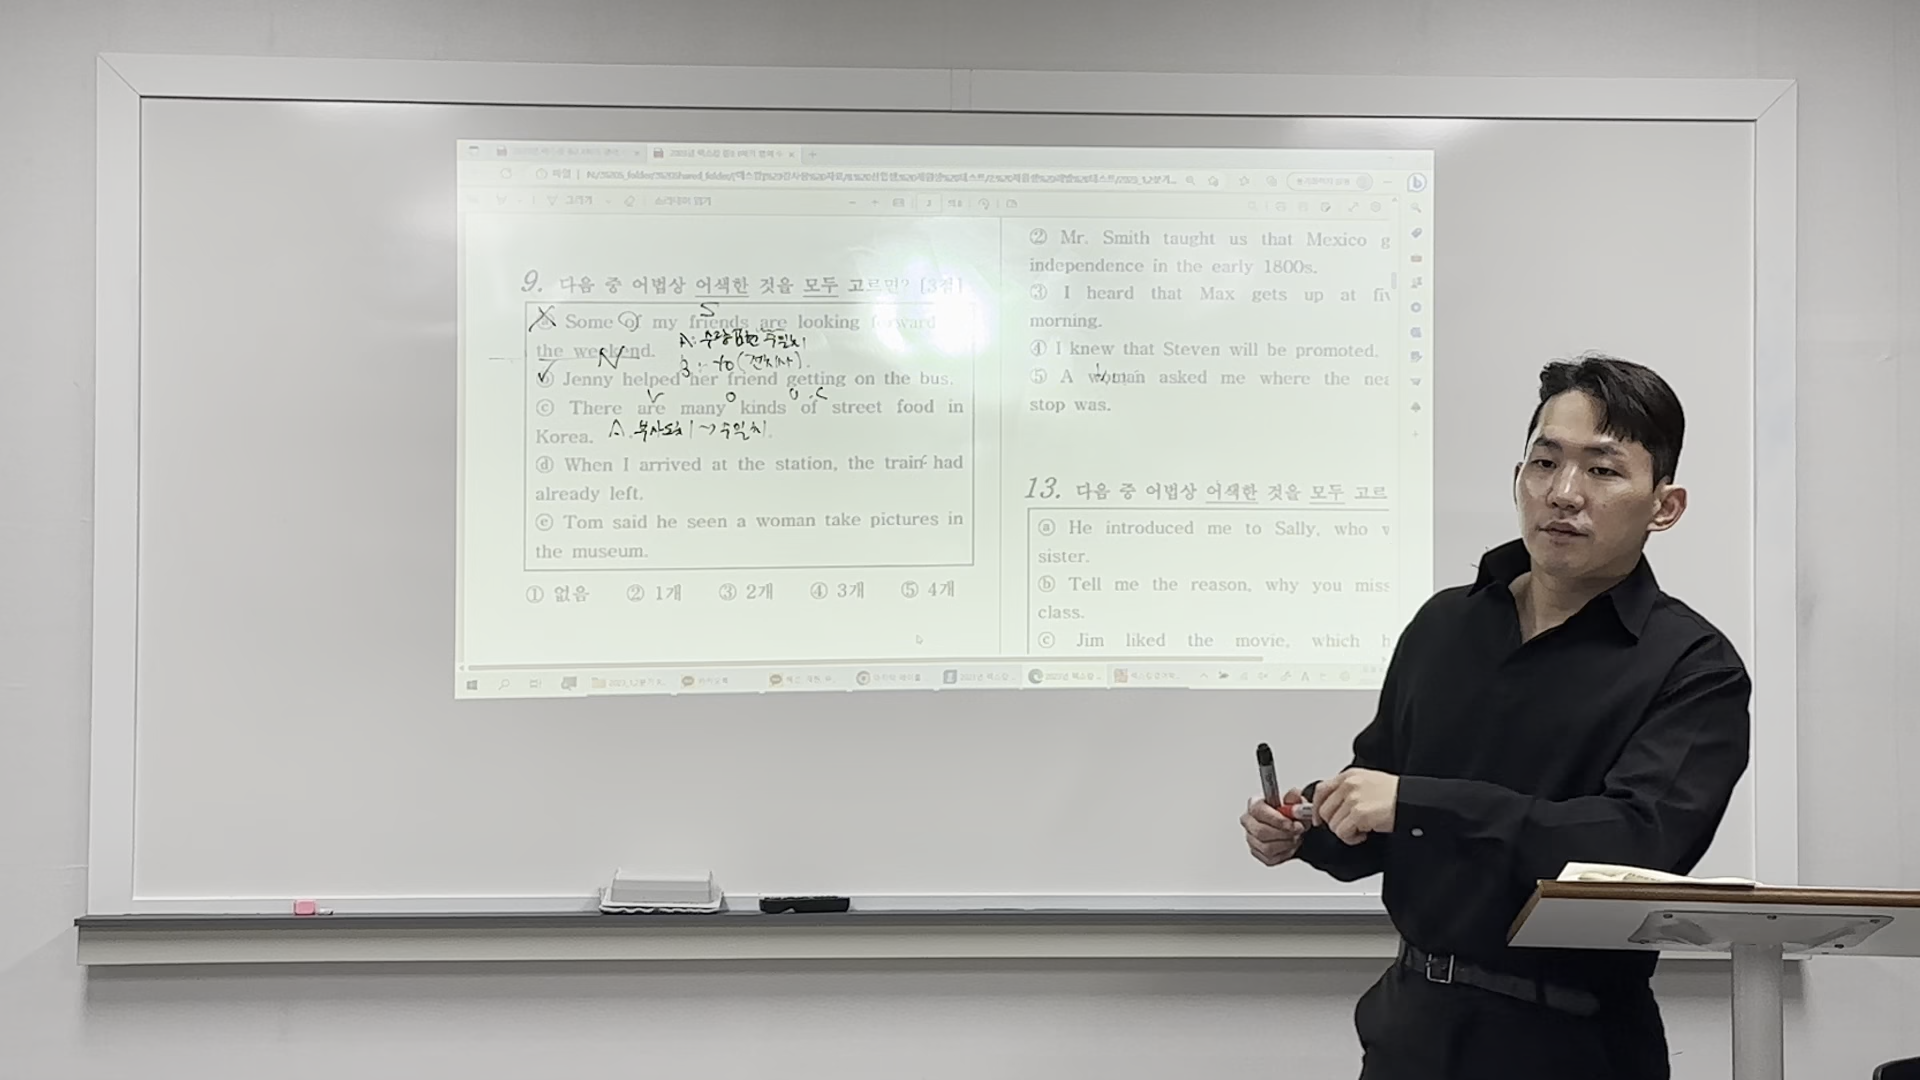 그리기
소리내어 읽기
9. 다음 중 어법상 어색한 것을 모두 고르면? [3점]
S
ⓐ Some of my friends are looking forward
A: 수량표현 수일치
the weekend.
N
B: to (전치사).
ⓑ Jenny helped her friend getting on the bus.
V O O.C
ⓒ There are many kinds of street food in
Korea.
A. 부사도치 → 수일치.
ⓓ When I arrived at the station, the train had
already left.
ⓔ Tom said he seen a woman take pictures in
the museum.
① 없음 ② 1개 ③ 2개 ④ 3개 ⑤ 4개
② Mr. Smith taught us that Mexico g
independence in the early 1800s.
③ I heard that Max gets up at fiv
morning.
④ I knew that Steven will be promoted.
⑤ A woman asked me where the nea
stop was.
13. 다음 중 어법상 어색한 것을 모두 고르
ⓐ He introduced me to Sally, who w
sister.
ⓑ Tell me the reason, why you miss
class.
ⓒ Jim liked the movie, which h